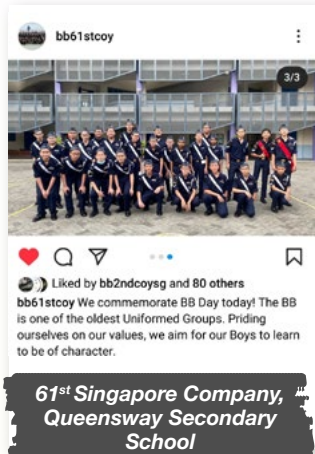 bb61stcoy
3/3
Liked by bb2ndcoysg and 80 others
bb61stcoy We commemorate BB Day today! The BB
is one of the oldest Uniformed Groups. Priding
ourselves on our values, we aim for our Boys to learn
to be of character.
61st Singapore Company,
Queensway Secondary
School